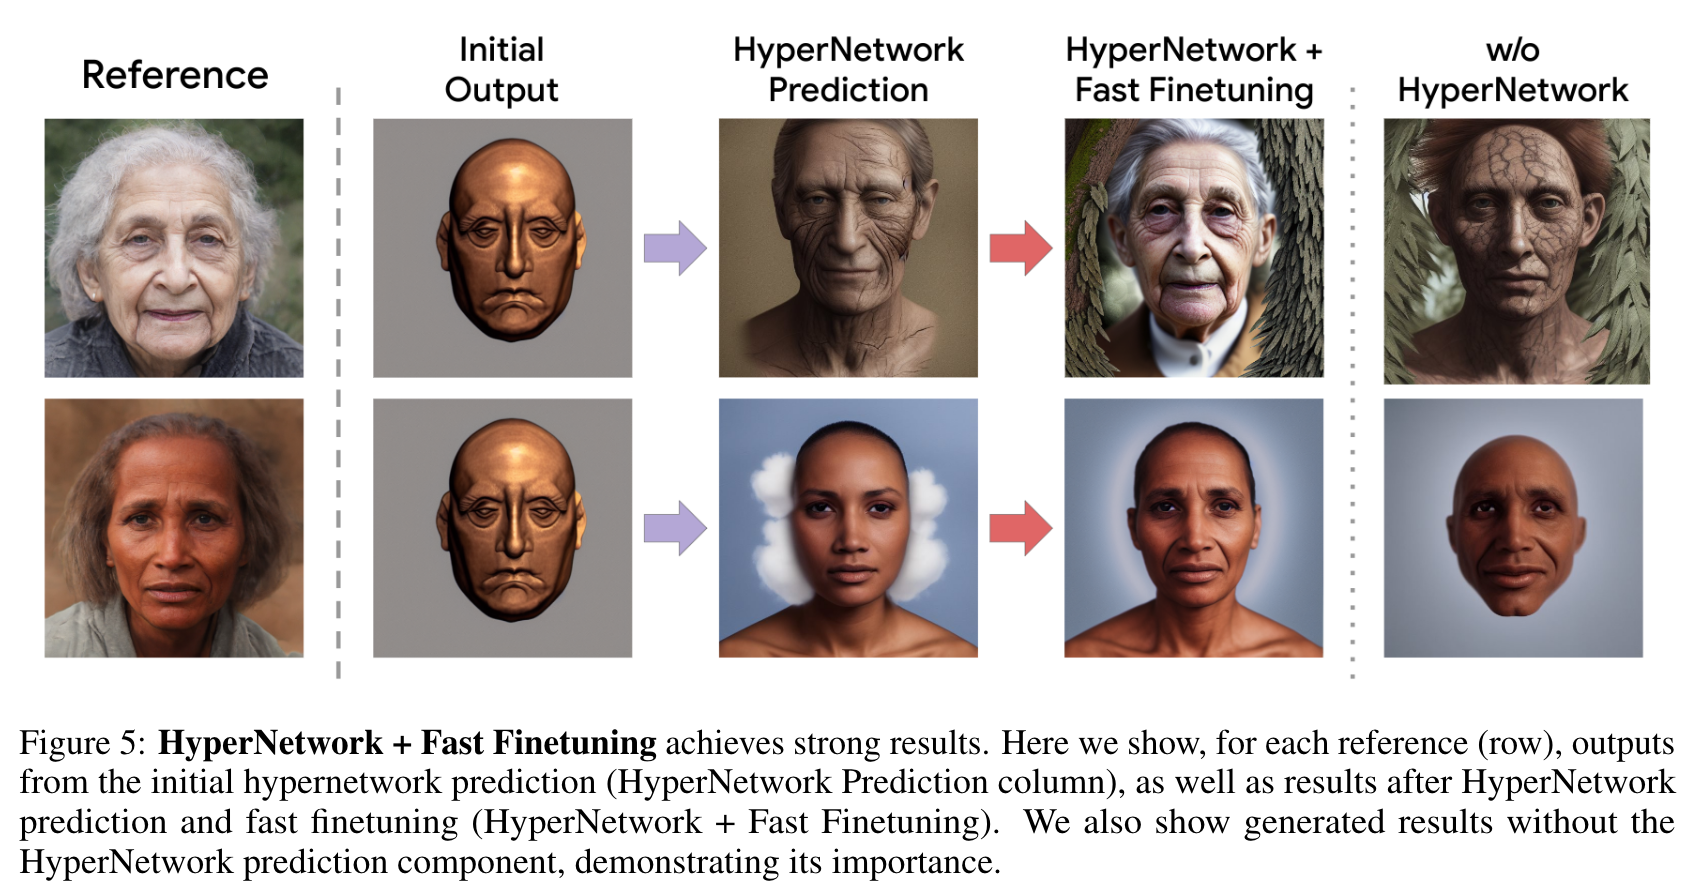 Reference
Initial
Output
HyperNetwork
Prediction
HyperNetwork +
Fast Finetuning
w/o
HyperNetwork
Figure 5: HyperNetwork + Fast Finetuning achieves strong results. Here we show, for each reference (row), outputs
from the initial hypernetwork prediction (HyperNetwork Prediction column), as well as results after HyperNetwork
prediction and fast finetuning (HyperNetwork + Fast Finetuning). We also show generated results without the
HyperNetwork prediction component, demonstrating its importance.